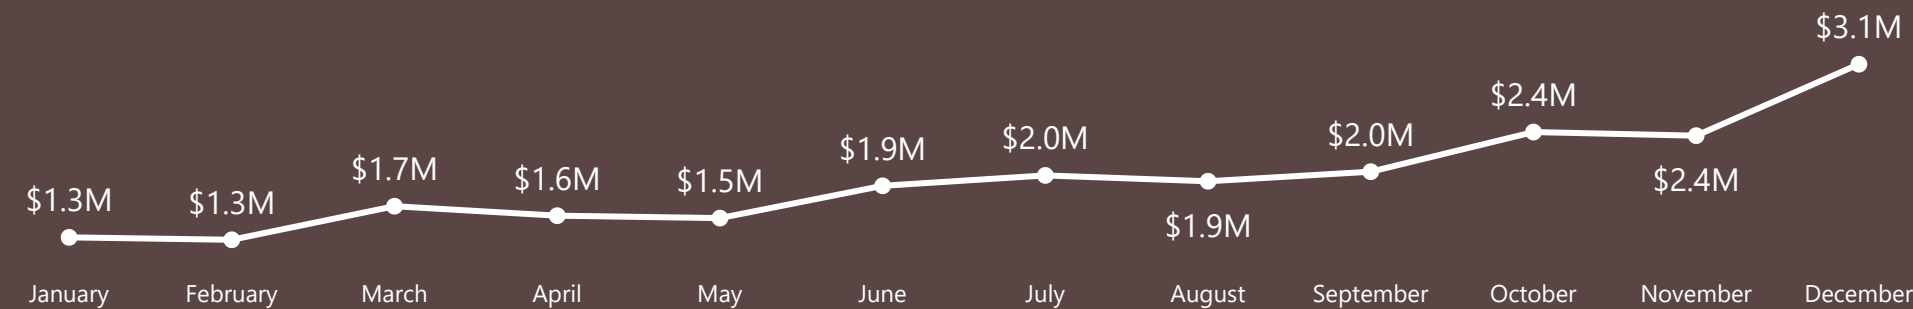 $1.3M
$1.3M
$1.7M
$1.6M
$1.5M
$1.9M
$2.0M
$1.9M
$2.0M
$2.4M
$2.4M
$3.1M
January February March April May June July August September October November December